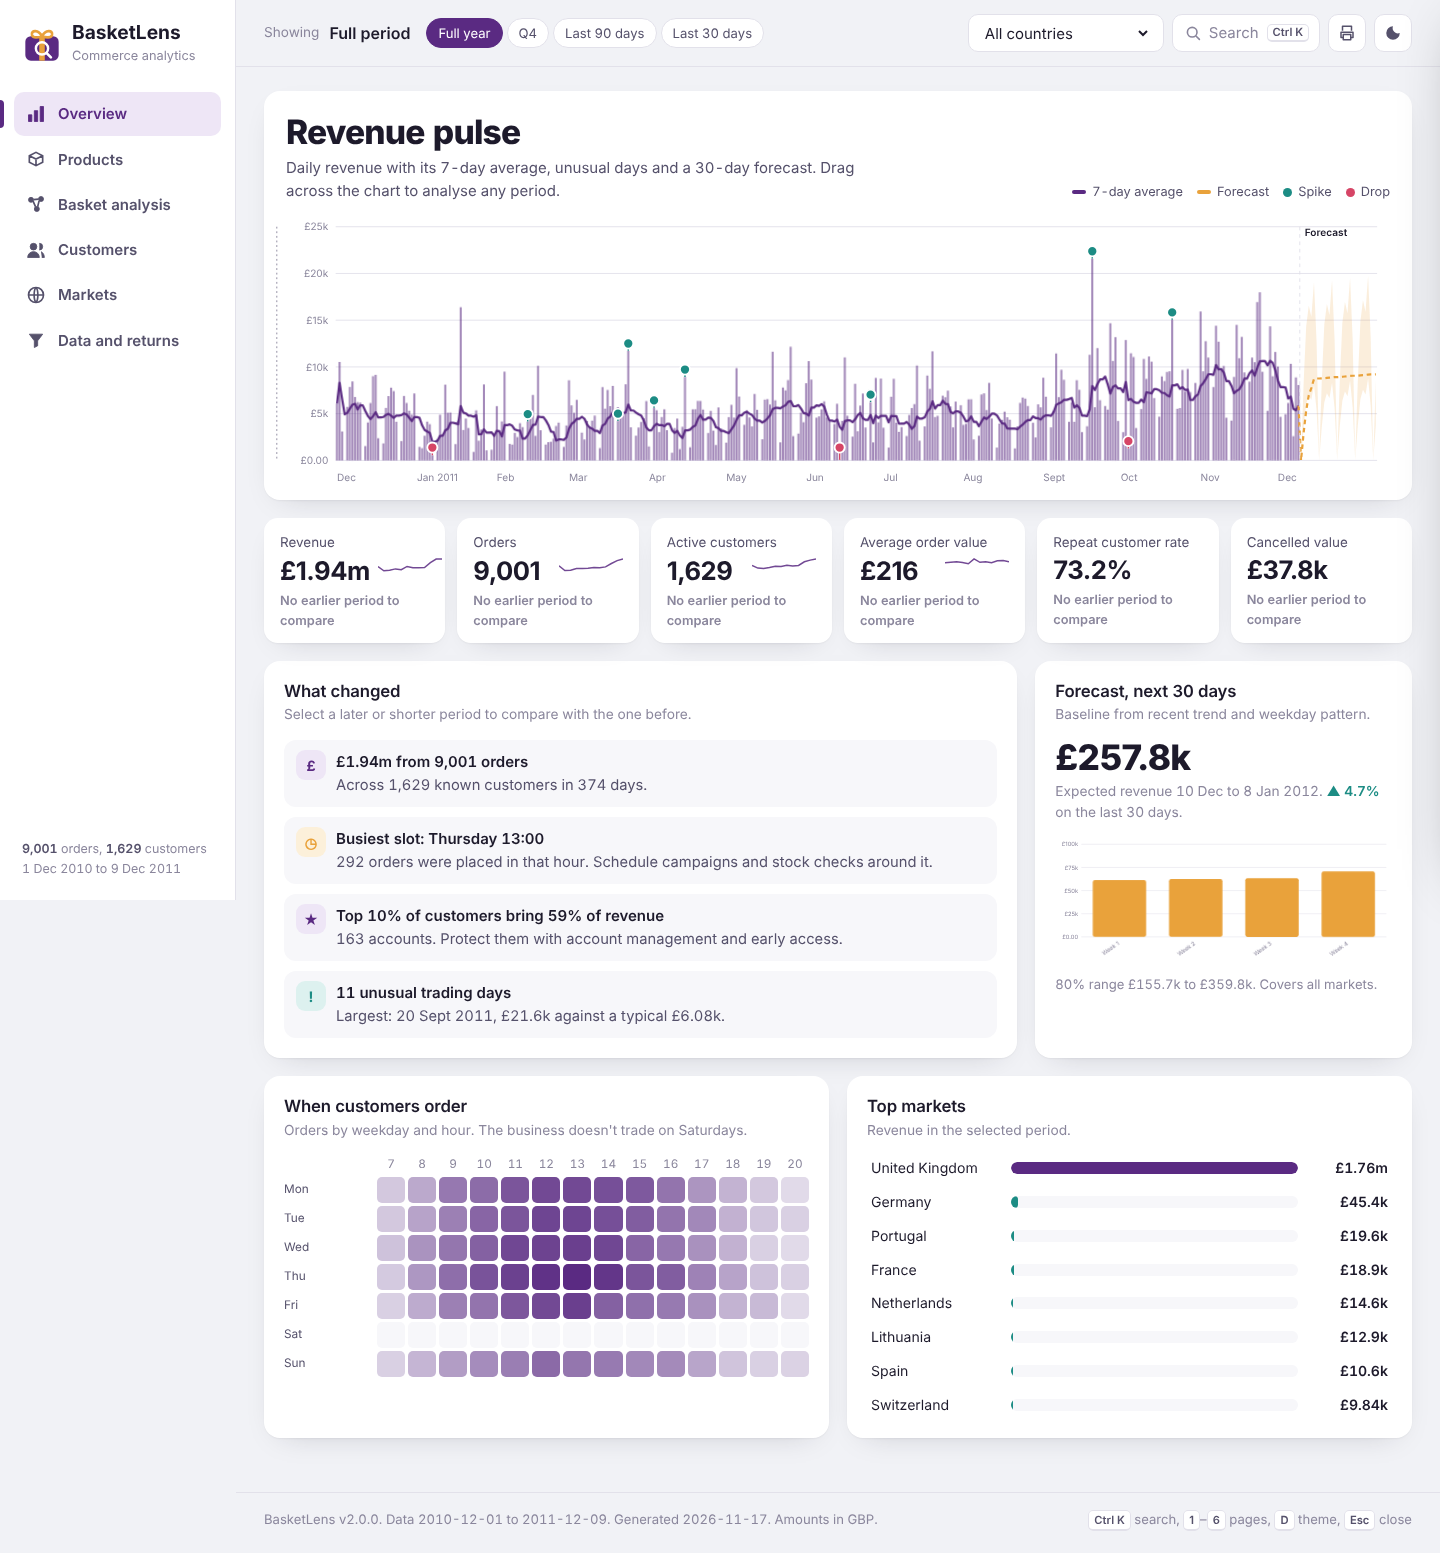 BasketLens
Commerce analytics
Overview
Products
Basket analysis
Customers
Markets
Data and returns
9,001 orders, 1,629 customers
1 Dec 2010 to 9 Dec 2011
Showing Full period Full year Q4 Last 90 days Last 30 days
All countries Search Ctrl K
Revenue pulse
Daily revenue with its 7-day average, unusual days and a 30-day forecast. Drag
across the chart to analyse any period.
7-day average Forecast Spike Drop
£25k
£20k
£15k
£10k
£5k
£0.00
Forecast
Dec Jan 2011 Feb Mar Apr May Jun Jul Aug Sept Oct Nov Dec
Revenue
£1.94m
No earlier period to
compare
Orders
9,001
No earlier period to
compare
Active customers
1,629
No earlier period to
compare
Average order value
£216
No earlier period to
compare
Repeat customer rate
73.2%
No earlier period to
compare
Cancelled value
£37.8k
No earlier period to
compare
What changed
Select a later or shorter period to compare with the one before.
£
£1.94m from 9,001 orders
Across 1,629 known customers in 374 days.
Busiest slot: Thursday 13:00
292 orders were placed in that hour. Schedule campaigns and stock checks around it.
Top 10% of customers bring 59% of revenue
163 accounts. Protect them with account management and early access.
!
11 unusual trading days
Largest: 20 Sept 2011, £21.6k against a typical £6.08k.
Forecast, next 30 days
Baseline from recent trend and weekday pattern.
£257.8k
Expected revenue 10 Dec to 8 Jan 2012. ▲ 4.7%
on the last 30 days.
£100k
£75k
£50k
£25k
£0.00
Week 1 Week 2 Week 3 Week 4
80% range £155.7k to £359.8k. Covers all markets.
When customers order
Orders by weekday and hour. The business doesn't trade on Saturdays.
7 8 9 10 11 12 13 14 15 16 17 18 19 20
Mon
Tue
Wed
Thu
Fri
Sat
Sun
Top markets
Revenue in the selected period.
United Kingdom £1.76m
Germany £45.4k
Portugal £19.6k
France £18.9k
Netherlands £14.6k
Lithuania £12.9k
Spain £10.6k
Switzerland £9.84k
BasketLens v2.0.0. Data 2010-12-01 to 2011-12-09. Generated 2026-11-17. Amounts in GBP.
Ctrl K search, 1–6 pages, D theme, Esc close